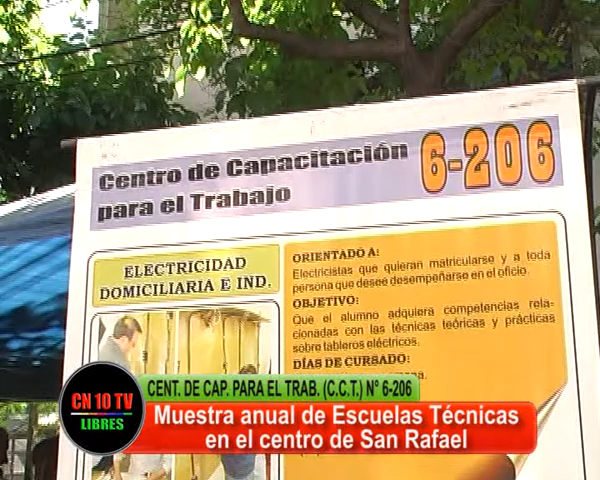 Centro de Capacitación
para el Trabajo
6-206
ELECTRICIDAD
DOMICILIARIA E IND.
ORIENTADO A:
Electricistas que quieran matricularse y a toda
persona que desee desempeñarse en el oficio.
OBJETIVO:
Que el alumno adquiera competencias rela-
cionadas con las técnicas teóricas y prácticas
sobre tableros eléctricos.
DÍAS DE CURSADO:
CN 10 TV
LIBRES
CENT. DE CAP. PARA EL TRAB. (C.C.T.) N° 6-206
Muestra anual de Escuelas Técnicas
en el centro de San Rafael